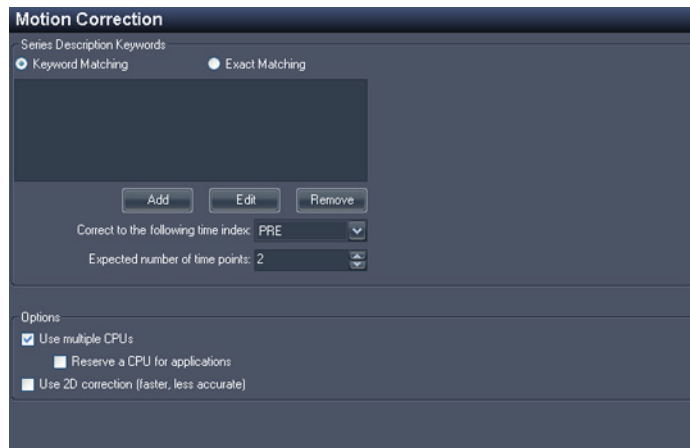 Motion Correction
Series Description Keywords
Keyword Matching Exact Matching
Add Edit Remove
Correct to the following time index: PRE
Expected number of time points: 2
Options
Use multiple CPUs
Reserve a CPU for applications
Use 2D correction (faster, less accurate)